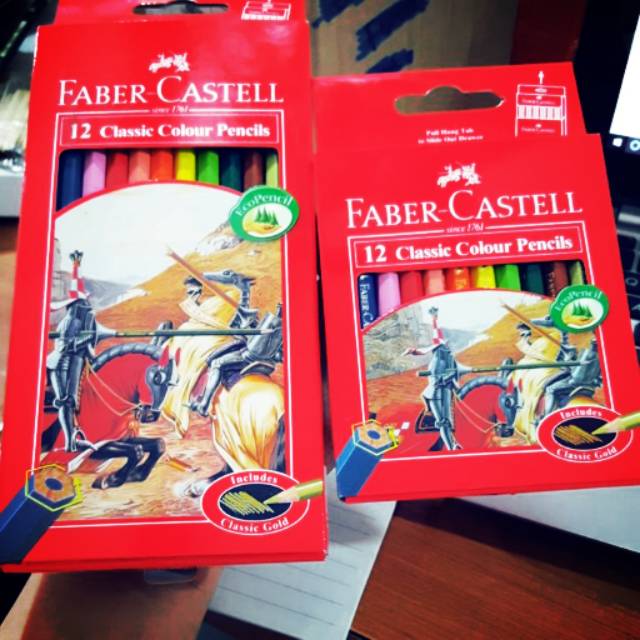 FABER-CASTELL
since 1761
12 Classic Colour Pencils
EcoPencil
Includes
Classic Gold
Pull Hang Tab
to Slide Out Drawer
FABER-CASTELL
since 1761
12 Classic Colour Pencils
FABER-C
EcoPencil
Includes
Classic Gold